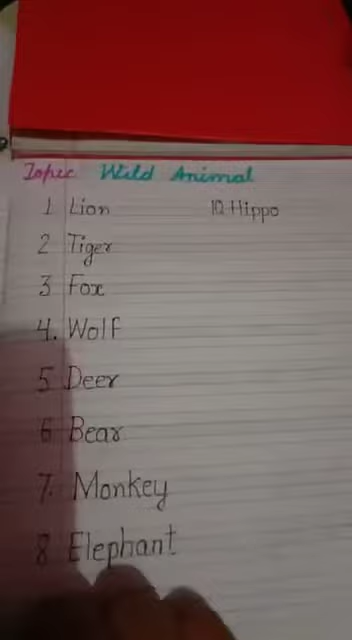 Topic Wild Animal
1 Lion
2 Tiger
3 Fox
4. Wolf
5 Deer
6 Bear
7. Monkey
8 Elephant
10 Hippo